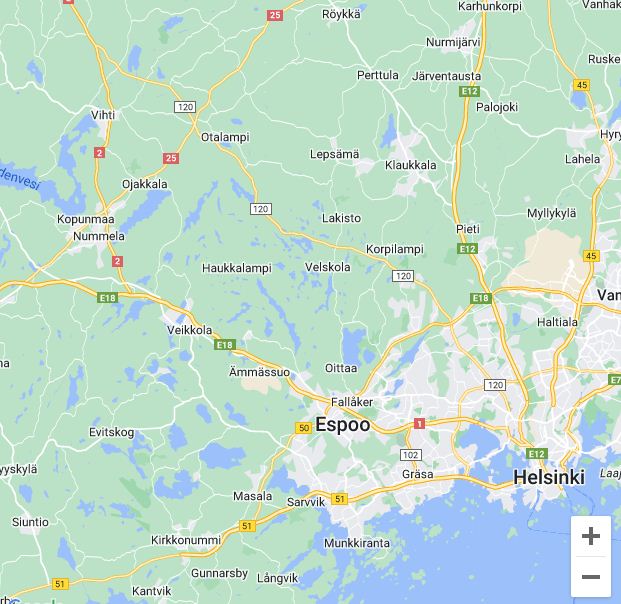 Karhunkorpi
Vanhak
25
Röykkä
Nurmijärvi
Ruske
Perttula
Järventausta
45
E12
Palojoki
120
Vihti
Otalampi
Hyry
2
25
Lepsämä
Klaukkala
Lahela
denvesi
Ojakkala
120
Kopunmaa
Lakisto
Myllykylä
Nummela
Pieti
Korpilampi
E12
45
2
Haukkalampi
Velskola
120
E18
E18
Van
Veikkola
E18
Haltiala
na
Ämmässuo
Oittaa
120
E7
Fallåker
50
Espoo
1
Evitskog
102
E12
yyskylä
Gräsa
Helsinki
Laaj
Masala
Sarvvik
51
Siuntio
51
Kirkkonummi
Munkkiranta
Gunnarsby
Långvik
51
Kantvik
rbo
+
−